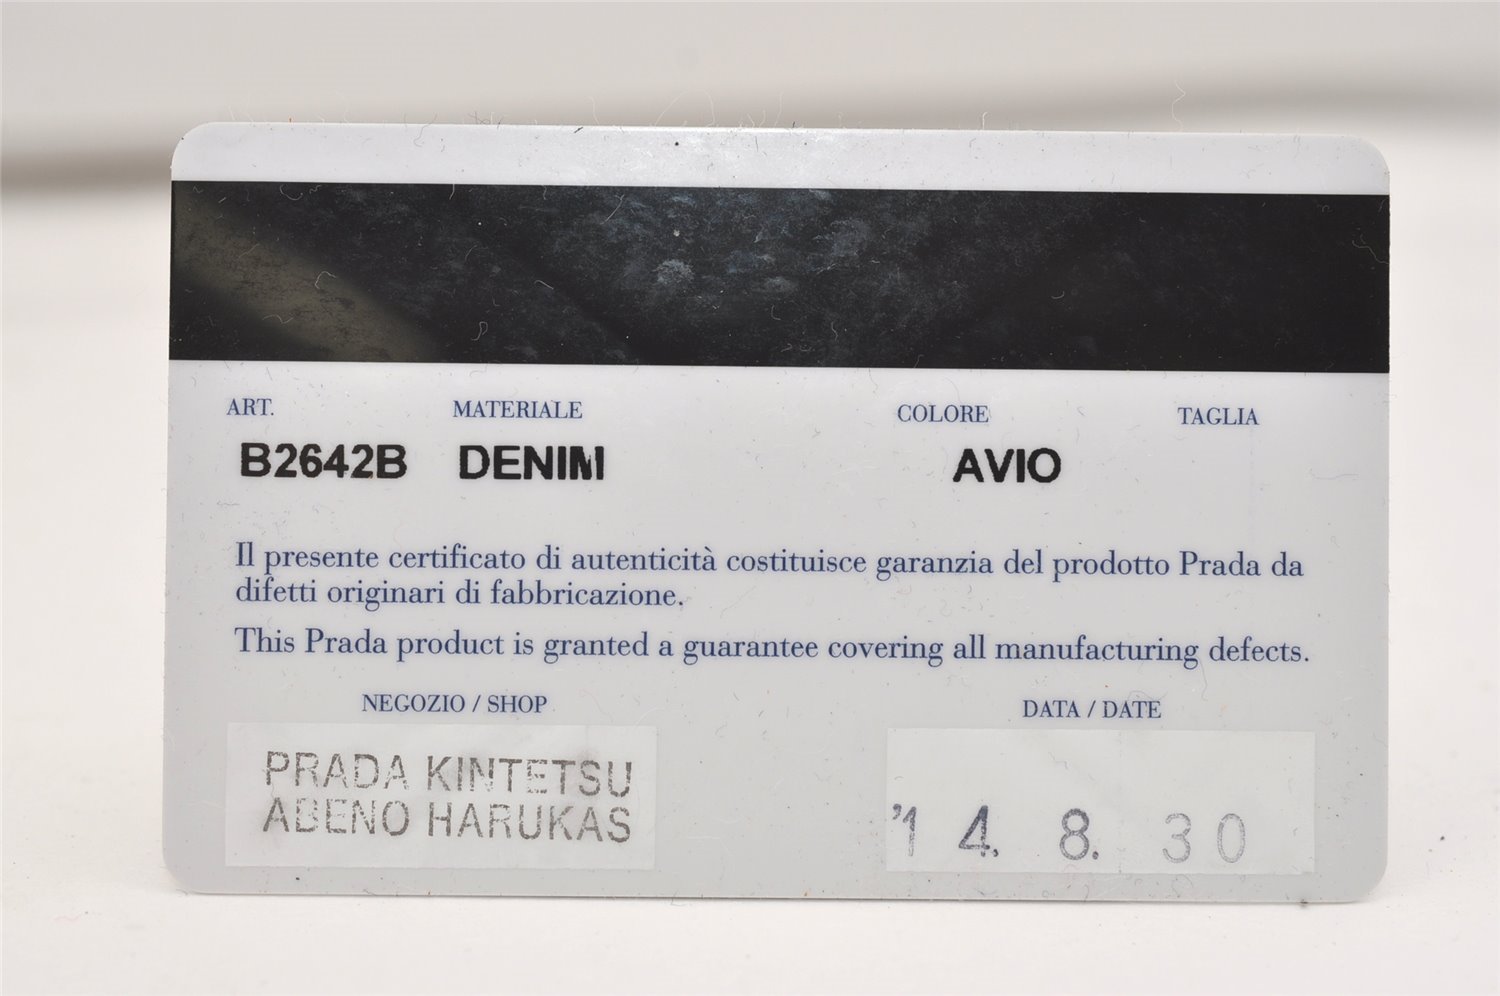 ART. MATERIALE COLORE TAGLIA
B2642B DENIM AVIO
Il presente certificato di autenticità costituisce garanzia del prodotto Prada da
difetti originari di fabbricazione.
This Prada product is granted a guarantee covering all manufacturing defects.
NEGOZIO / SHOP
PRADA KINTETSU
ABENO HARUKAS
DATA / DATE
'14. 8. 30